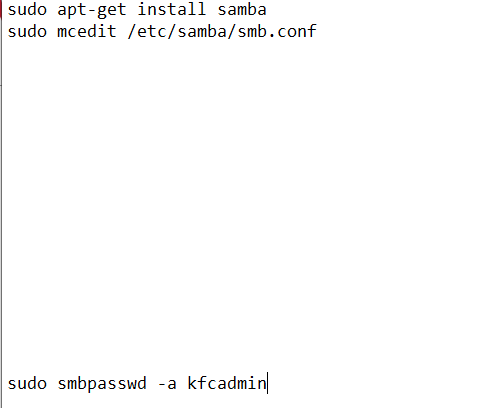 sudo apt-get install samba
sudo mcedit /etc/samba/smb.conf
sudo smbpasswd -a kfcadmin